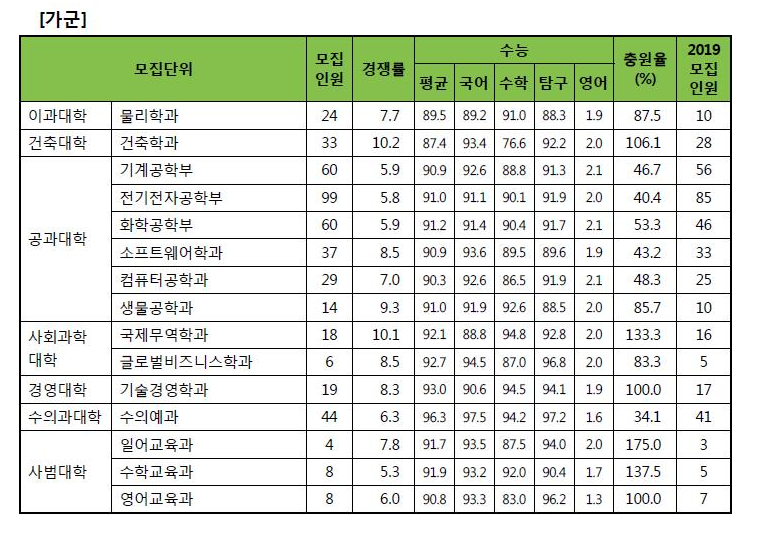 [가군]
모집단위 모집인원 경쟁률 수능 충원율(%) 2019 모집인원
평균 국어 수학 탐구 영어
이과대학 물리학과 24 7.7 89.5 89.2 91.0 88.3 1.9 87.5 10
건축대학 건축학과 33 10.2 87.4 93.4 76.6 92.2 2.0 106.1 28
공과대학 기계공학부 60 5.9 90.9 92.6 88.8 91.3 2.1 46.7 56
전기전자공학부 99 5.8 91.0 91.1 90.1 91.9 2.0 40.4 85
화학공학부 60 5.9 91.2 91.4 90.4 91.7 2.1 53.3 46
소프트웨어학과 37 8.5 90.9 93.6 89.5 89.6 1.9 43.2 33
컴퓨터공학과 29 7.0 90.3 92.6 86.5 91.9 2.1 48.3 25
생물공학과 14 9.3 91.0 91.9 92.6 88.5 2.0 85.7 10
사회과학대학 국제무역학과 18 10.1 92.1 88.8 94.8 92.8 2.0 133.3 16
글로벌비즈니스학과 6 8.5 92.7 94.5 87.0 96.8 2.0 83.3 5
경영대학 기술경영학과 19 8.3 93.0 90.6 94.5 94.1 1.9 100.0 17
수의과대학 수의예과 44 6.3 96.3 97.5 94.2 97.2 1.6 34.1 41
사범대학 일어교육과 4 7.8 91.7 93.5 87.5 94.0 2.0 175.0 3
수학교육과 8 5.3 91.9 93.2 92.0 90.4 1.7 137.5 5
영어교육과 8 6.0 90.8 93.3 83.0 96.2 1.3 100.0 7